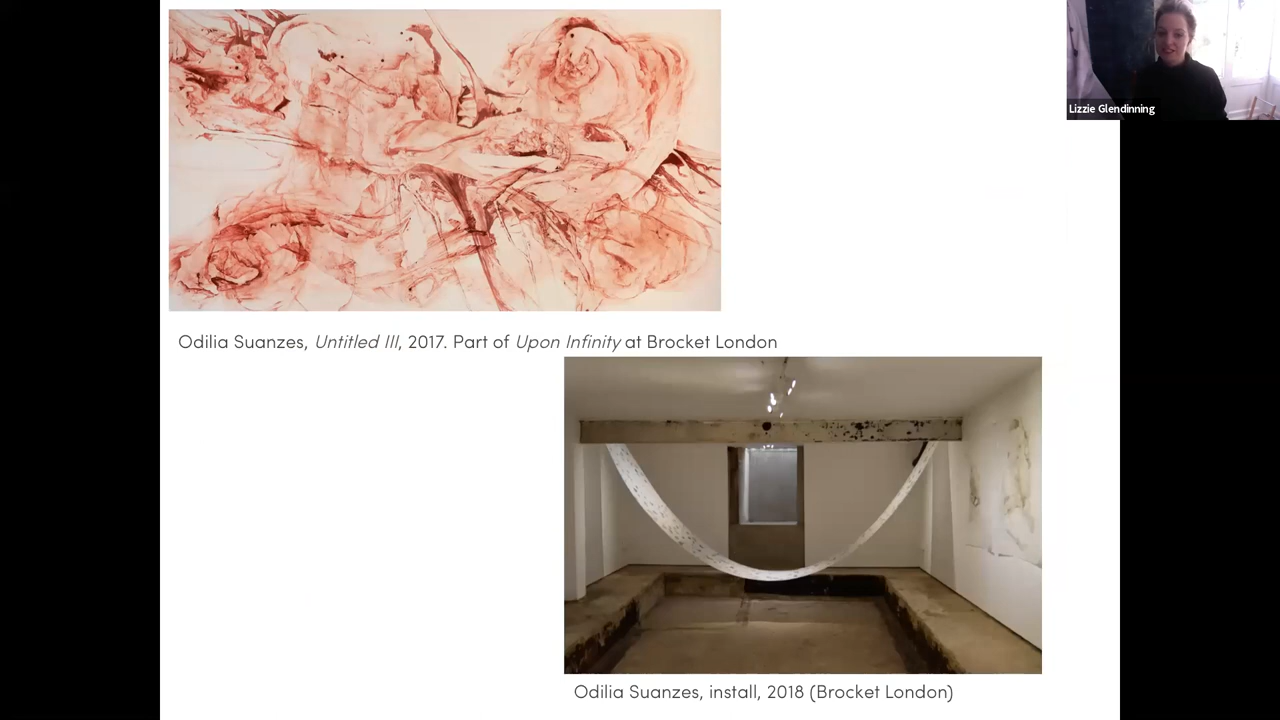 Lizzie Glendinning
Odilia Suanzes, Untitled III, 2017. Part of Upon Infinity at Brocket London
Odilia Suanzes, install, 2018 (Brocket London)